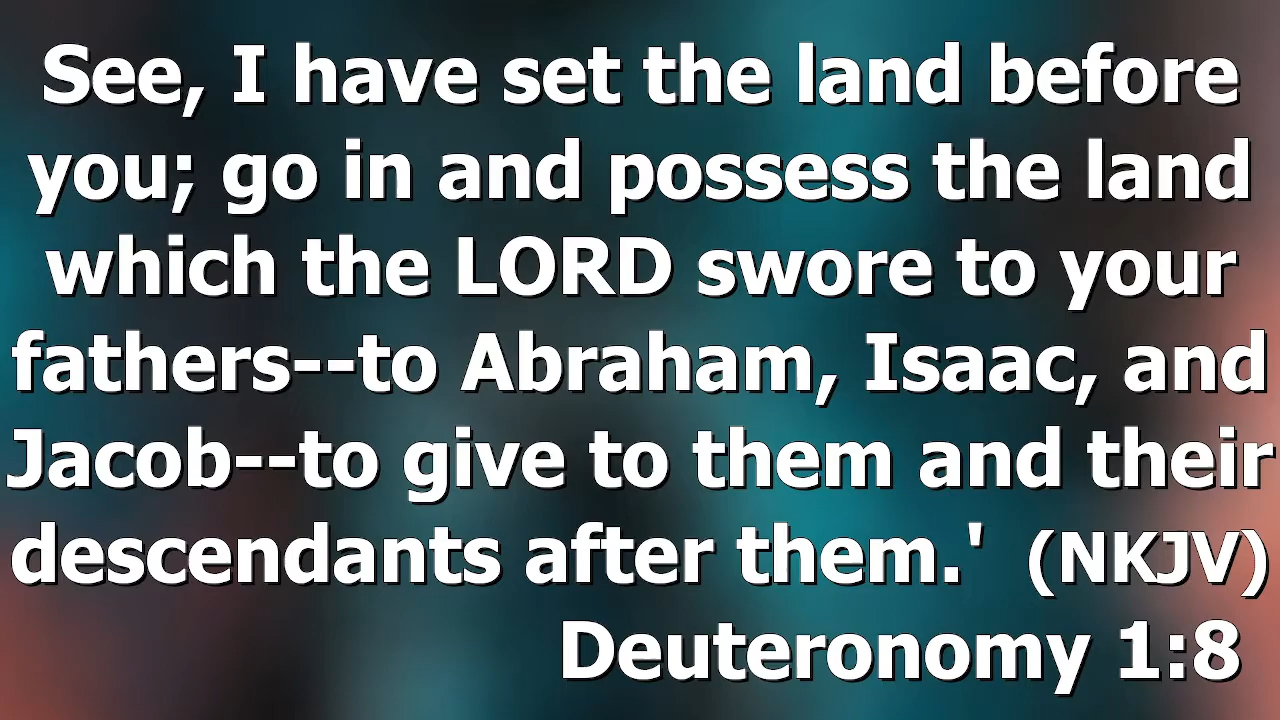 See, I have set the land before
you; go in and possess the land
which the LORD swore to your
fathers--to Abraham, Isaac, and
Jacob--to give to them and their
descendants after them.' (NKJV)
Deuteronomy 1:8